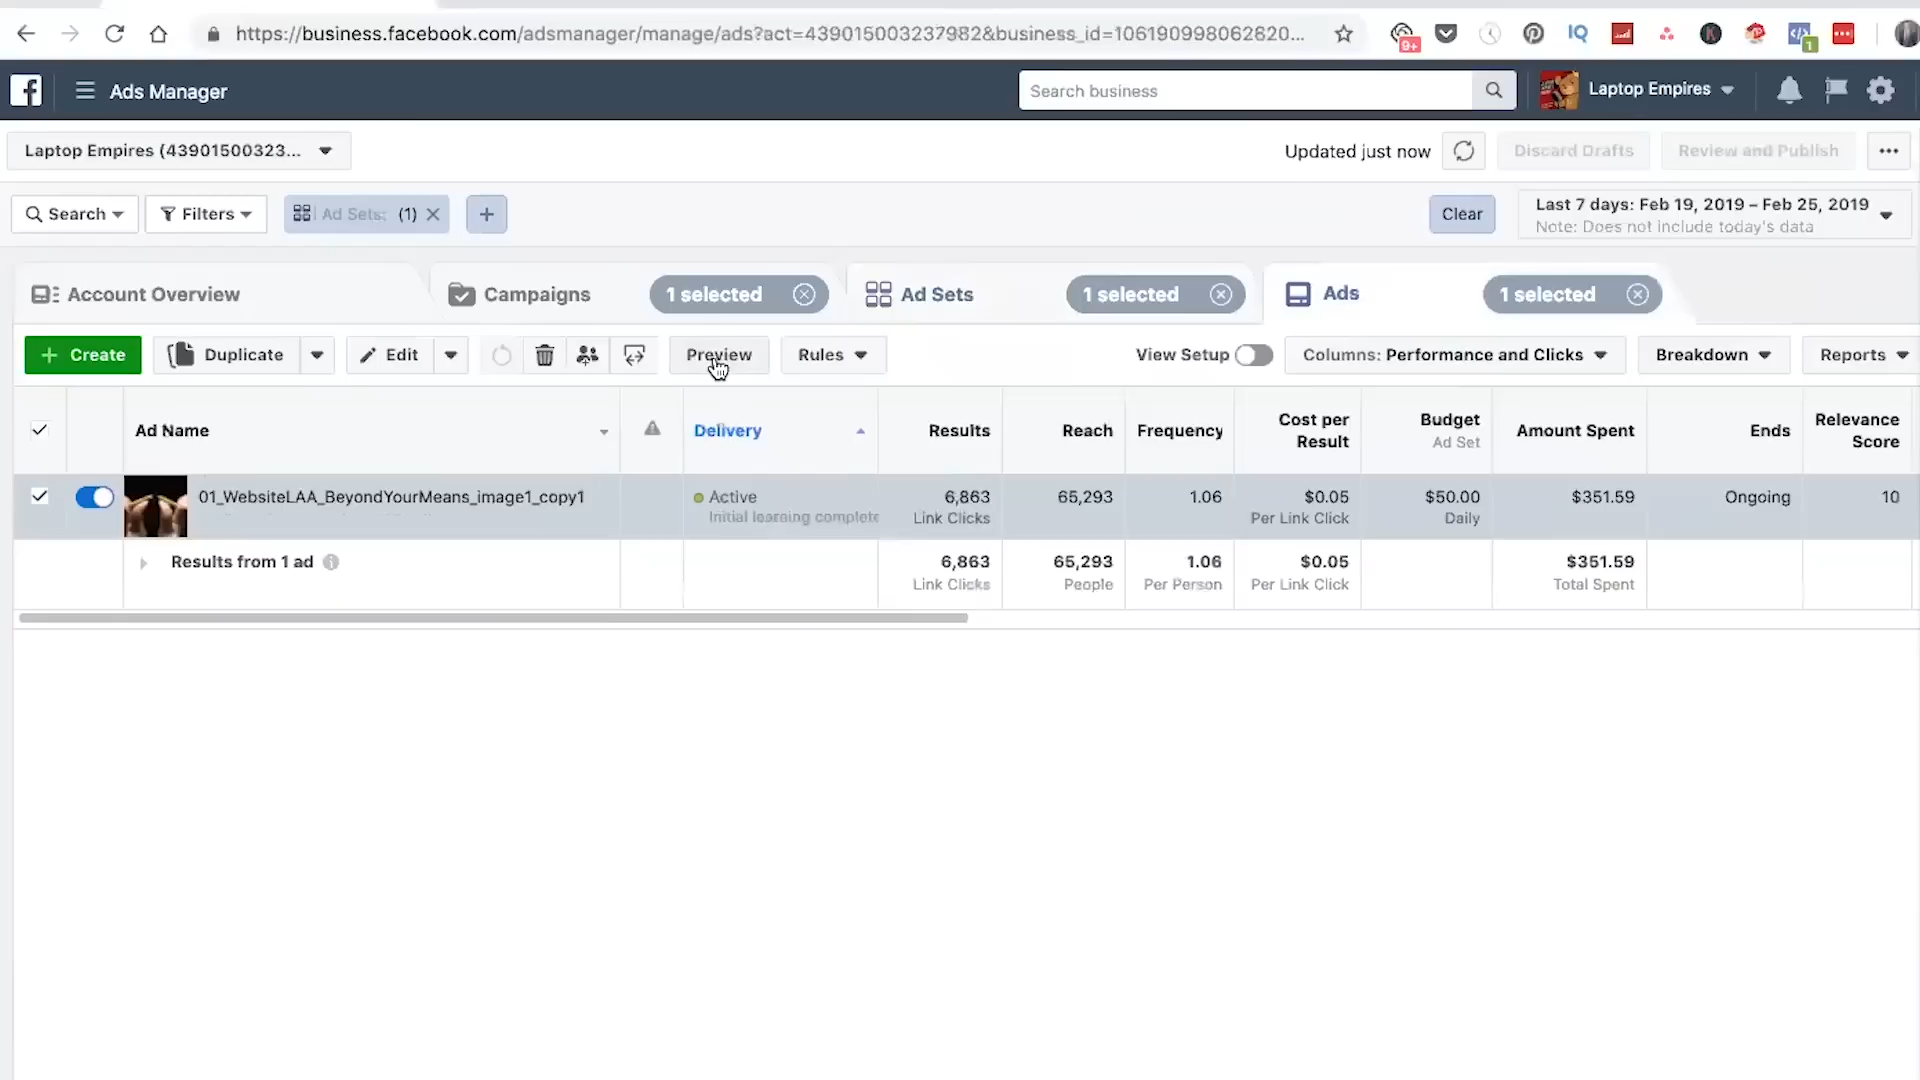 https://business.facebook.com/adsmanager/manage/ads?act=439015003237982&business_id=106190998062620...
9+
IQ
1
Ads Manager
Search business
Laptop Empires
Laptop Empires (43901500323...
Updated just now
Discard Drafts
Review and Publish
Search
Filters
Ad Sets: (1)
Clear
Last 7 days: Feb 19, 2019 – Feb 25, 2019
Note: Does not include today's data
Account Overview
Campaigns
1 selected
Ad Sets
1 selected
Ads
1 selected
+ Create
Duplicate
Edit
Preview
Rules
View Setup
Columns: Performance and Clicks
Breakdown
Reports
Ad Name
Delivery
Results
Reach
Frequency
Cost per Result
Budget
Ad Set
Amount Spent
Ends
Relevance Score
01_WebsiteLAA_BeyondYourMeans_image1_copy1
Active
Initial learning complete
6,863
Link Clicks
65,293
1.06
$0.05
Per Link Click
$50.00
Daily
$351.59
Ongoing
10
Results from 1 ad
6,863
Link Clicks
65,293
People
1.06
Per Person
$0.05
Per Link Click
$351.59
Total Spent